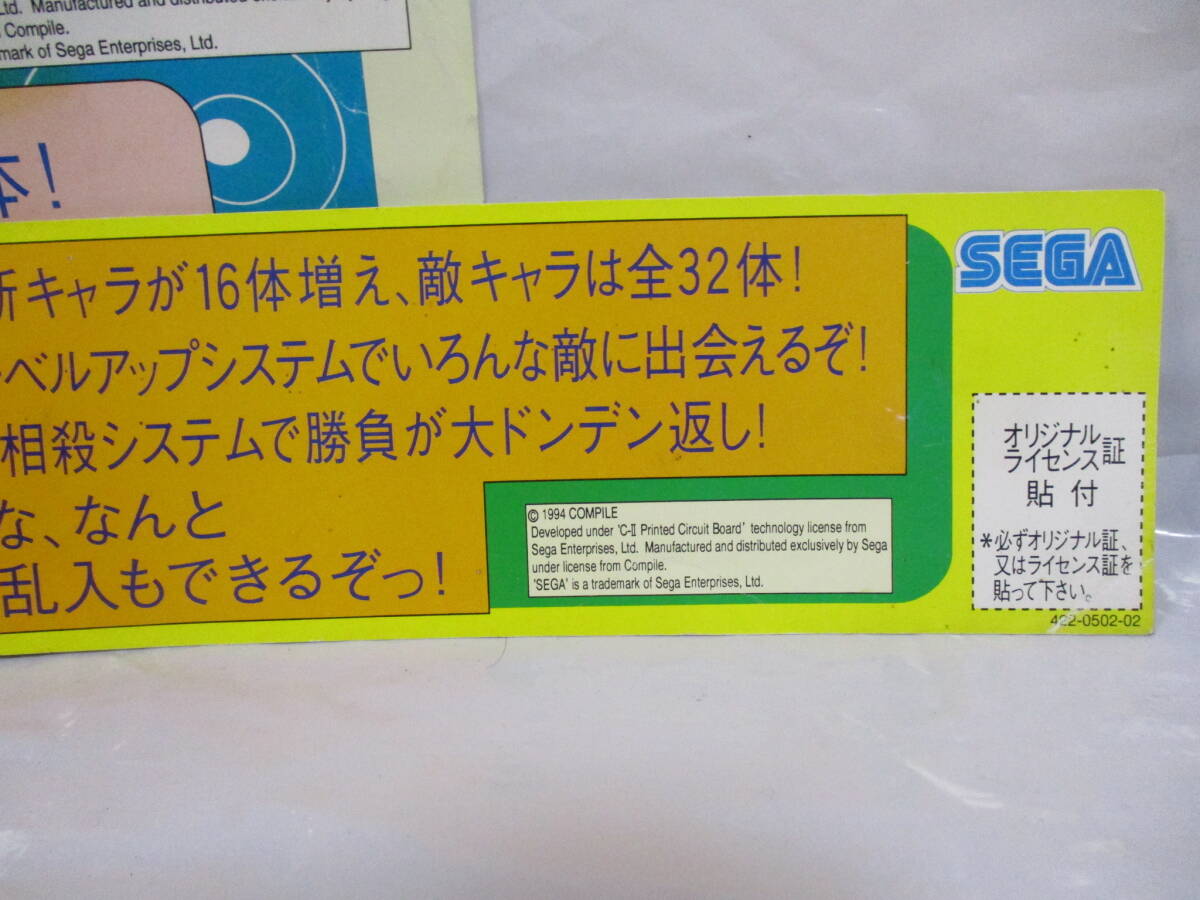 Ltd. Manufactured and distributed
Compile.
mark of Sega Enterprises, Ltd.
本!
新キャラが16体増え、敵キャラは全32体!
ベルアップシステムでいろんな敵に出会えるぞ!
相殺システムで勝負が大ドンデン返し!
な、なんと
乱入もできるぞっ!
© 1994 COMPILE
Developed under 'C-II Printed Circuit Board' technology license from
Sega Enterprises, Ltd. Manufactured and distributed exclusively by Sega
under license from Compile.
'SEGA' is a trademark of Sega Enterprises, Ltd.
SEGA
オリジナル
ライセンス証
貼付
*必ずオリジナル証、
又はライセンス証を
貼って下さい。
422-0502-02